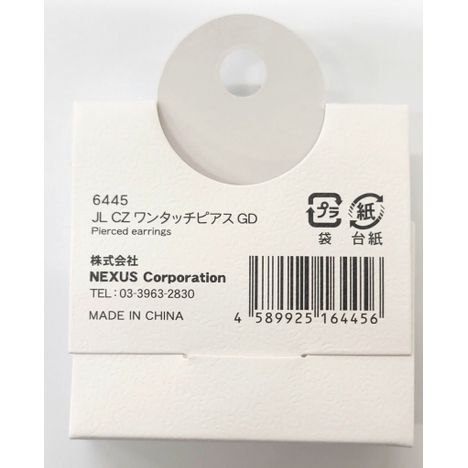 6445
JL CZ ワンタッチピアス GD
Pierced earrings
プラ 紙
袋 台紙
株式会社
NEXUS Corporation
TEL：03-3963-2830
MADE IN CHINA
4 589925 164456